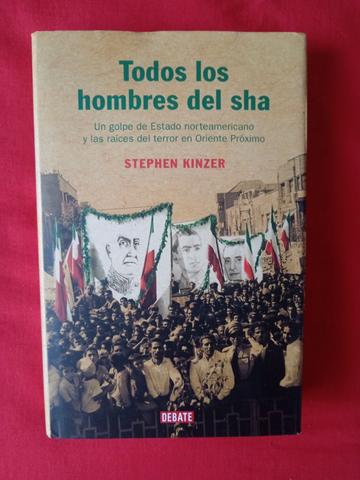 Todos los
hombres del sha
Un golpe de Estado norteamericano
y las raíces del terror en Oriente Próximo
STEPHEN KINZER
DEBATE